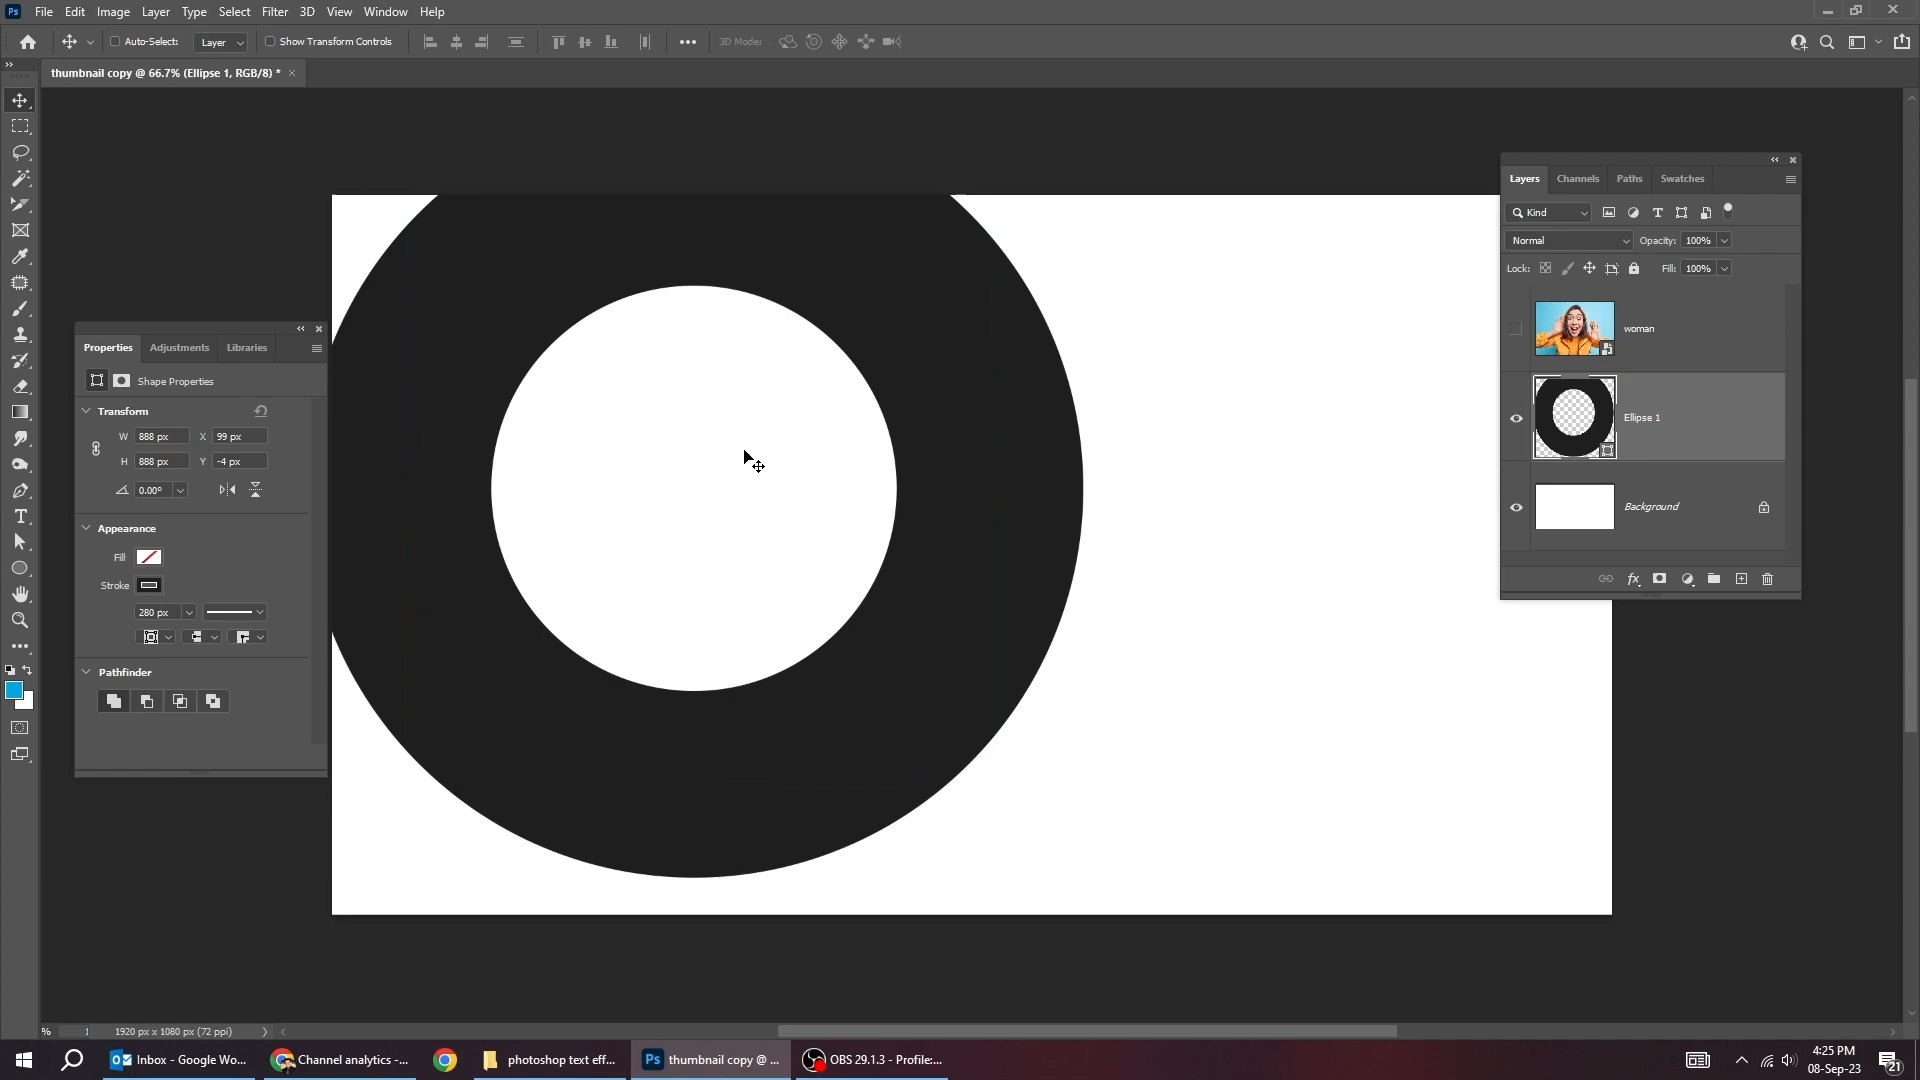 Ps File Edit Image Layer Type Select Filter 3D View Window Help
Auto-Select: Layer Show Transform Controls 3D Mode:
thumbnail copy @ 66.7% (Ellipse 1, RGB/8) *
Layers Channels Paths Swatches
Kind
Normal Opacity: 100%
Lock: Fill: 100%
woman
Ellipse 1
Background
fx
Properties Adjustments Libraries
Shape Properties
Transform
W 888 px X 99 px
H 888 px Y -4 px
0.00°
Appearance
Fill
Stroke
280 px
Pathfinder
% 1 1920 px x 1080 px (72 ppi)
Inbox - Google Wo...
Channel analytics -...
photoshop text eff...
Ps thumbnail copy @ ...
OBS 29.1.3 - Profile:...
4:25 PM
08-Sep-23
21